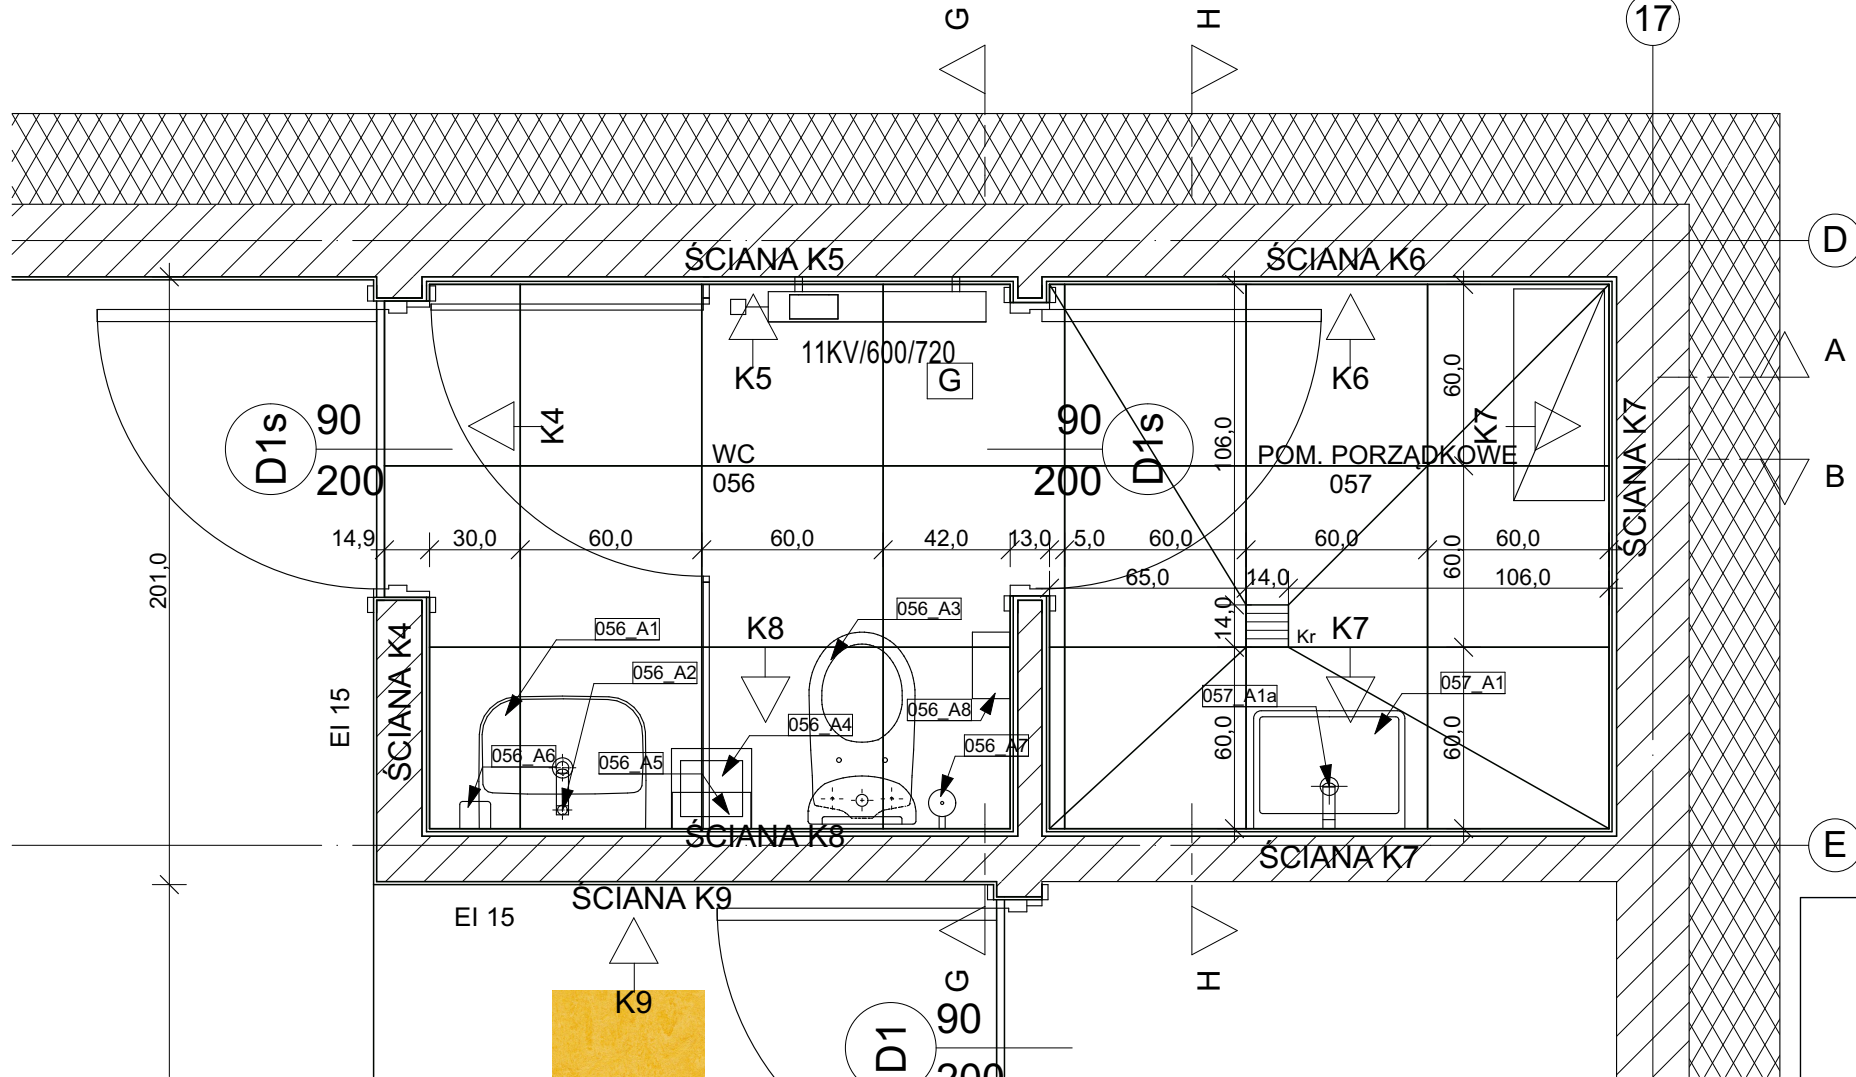 G
H
17
D
ŚCIANA K5
ŚCIANA K6
A
11KV/600/720
K5
G
K6
60,0
K4
K7
D1s
90
200
90
200
D1s
106,0
WC
056
POM. PORZĄDKOWE
057
ŚCIANA K7
B
14,9
30,0
60,0
60,0
42,0
13,0
5,0
60,0
60,0
60,0
60,0
201,0
65,0
14,0
106,0
14,0
Kr
K7
056_A1
056_A3
K8
056_A2
EI 15
ŚCIANA K4
056_A8
056_A4
057_A1a
057_A1
056_A6
056_A5
056_A7
60,0
60,0
ŚCIANA K8
ŚCIANA K7
E
ŚCIANA K9
EI 15
G
H
K9
D1
90
200